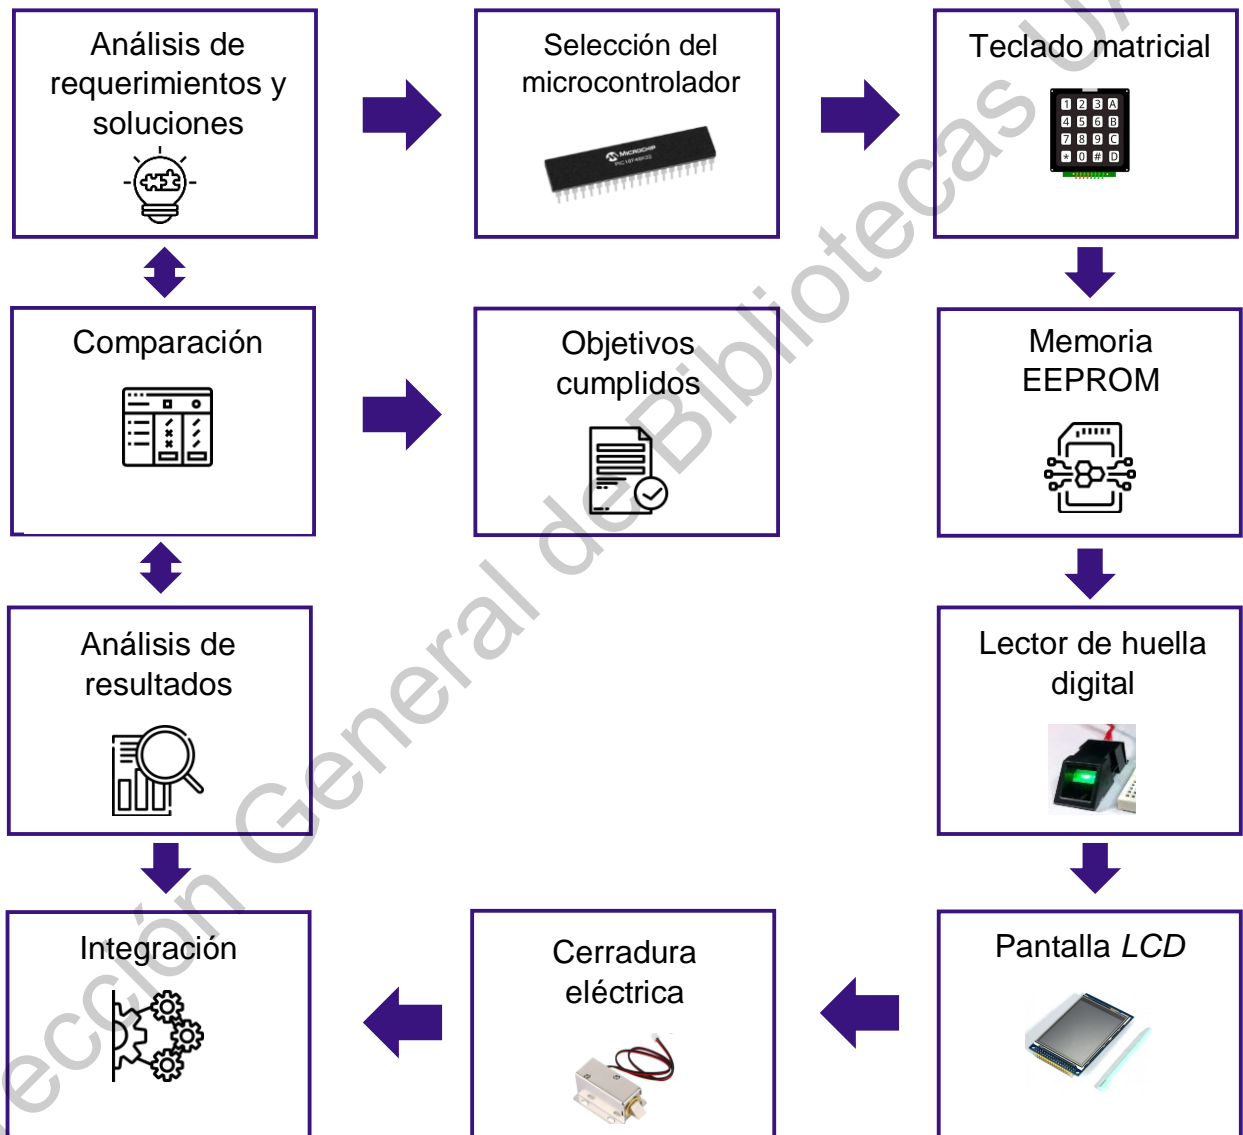 Análisis de
requerimientos y
soluciones
Selección del
microcontrolador
MICROCHIP
Teclado matricial
1 2 3 A
4 5 6 B
7 8 9 C
* 0 # D
Comparación
Objetivos
cumplidos
Memoria
EEPROM
Análisis de
resultados
Lector de huella
digital
Integración
Cerradura
eléctrica
Pantalla LCD
ección General de Bibliotecas UA